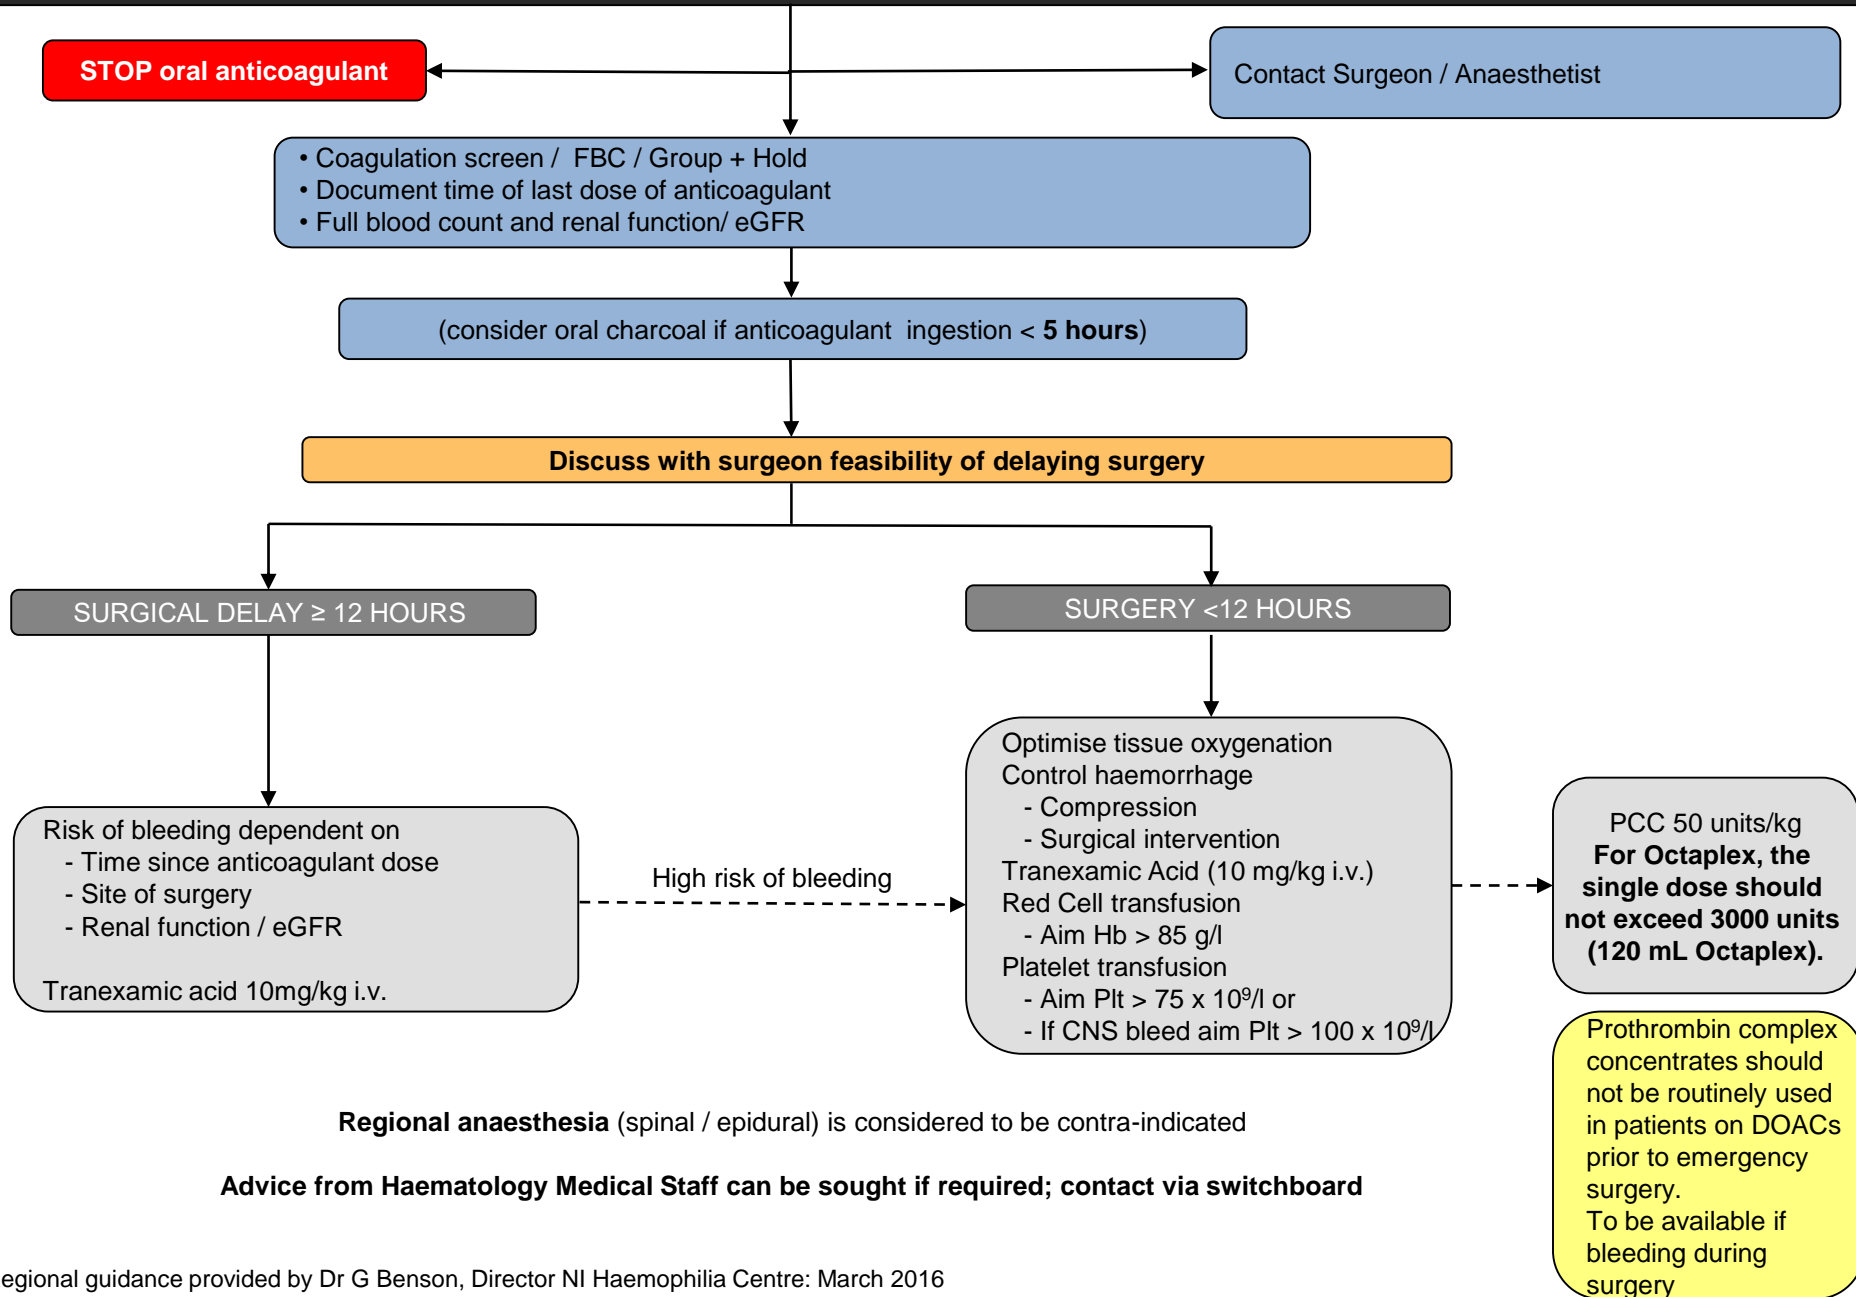 STOP oral anticoagulant
Contact Surgeon / Anaesthetist
• Coagulation screen / FBC / Group + Hold
• Document time of last dose of anticoagulant
• Full blood count and renal function/ eGFR
(consider oral charcoal if anticoagulant ingestion < 5 hours)
Discuss with surgeon feasibility of delaying surgery
SURGICAL DELAY ≥ 12 HOURS
SURGERY <12 HOURS
Risk of bleeding dependent on
- Time since anticoagulant dose
- Site of surgery
- Renal function / eGFR
Tranexamic acid 10mg/kg i.v.
High risk of bleeding
Optimise tissue oxygenation
Control haemorrhage
- Compression
- Surgical intervention
Tranexamic Acid (10 mg/kg i.v.)
Red Cell transfusion
- Aim Hb > 85 g/l
Platelet transfusion
- Aim Plt > 75 x 10⁹/l or
- If CNS bleed aim Plt > 100 x 10⁹/l
PCC 50 units/kg
For Octaplex, the
single dose should
not exceed 3000 units
(120 mL Octaplex).
Prothrombin complex
concentrates should
not be routinely used
in patients on DOACs
prior to emergency
surgery.
To be available if
bleeding during
surgery
Regional anaesthesia (spinal / epidural) is considered to be contra-indicated
Advice from Haematology Medical Staff can be sought if required; contact via switchboard
egional guidance provided by Dr G Benson, Director NI Haemophilia Centre: March 2016